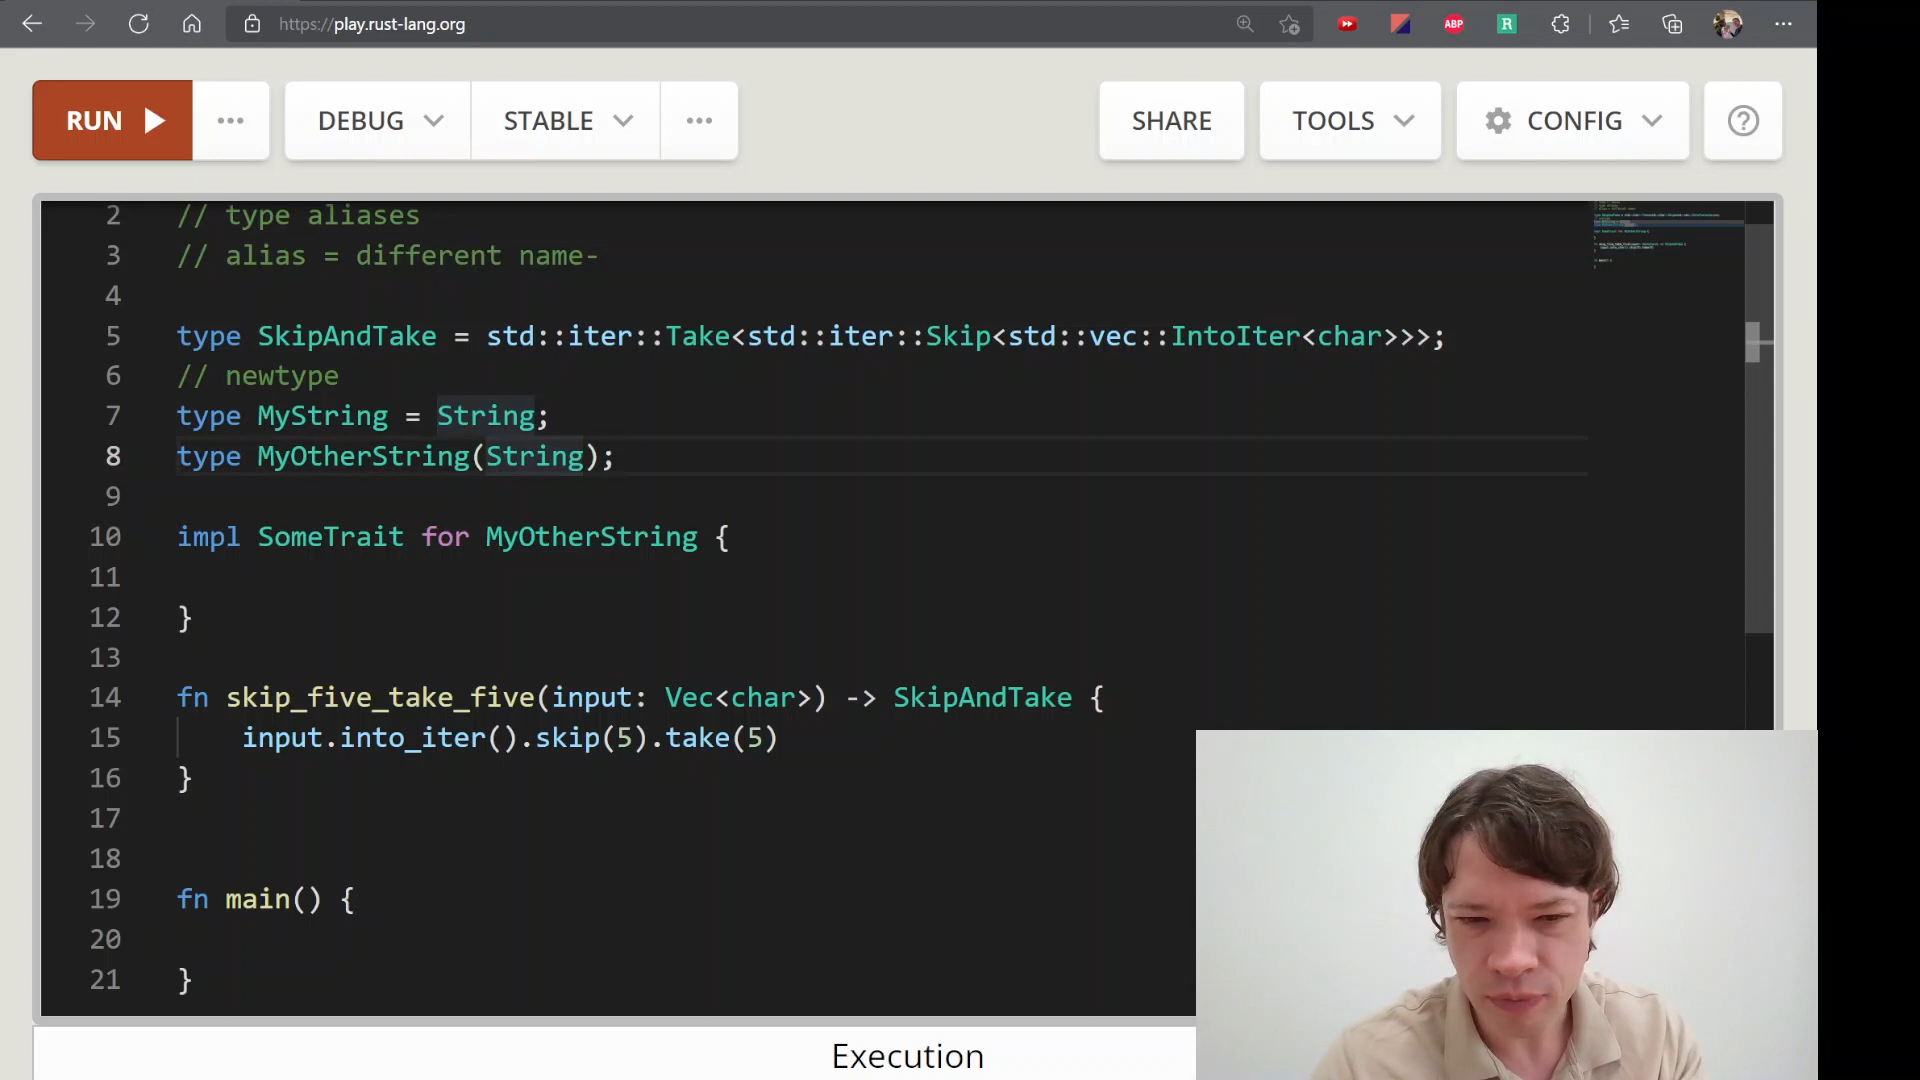 https://play.rust-lang.org
ABP
R
RUN
DEBUG
STABLE
SHARE
TOOLS
CONFIG
2 // type aliases
3 // alias = different name-
4
5 type SkipAndTake = std::iter::Take<std::iter::Skip<std::vec::IntoIter<char>>>;
6 // newtype
7 type MyString = String;
8 type MyOtherString(String);
9
10 impl SomeTrait for MyOtherString {
11
12 }
13
14 fn skip_five_take_five(input: Vec<char>) -> SkipAndTake {
15 input.into_iter().skip(5).take(5)
16 }
17
18
19 fn main() {
20
21 }
Execution